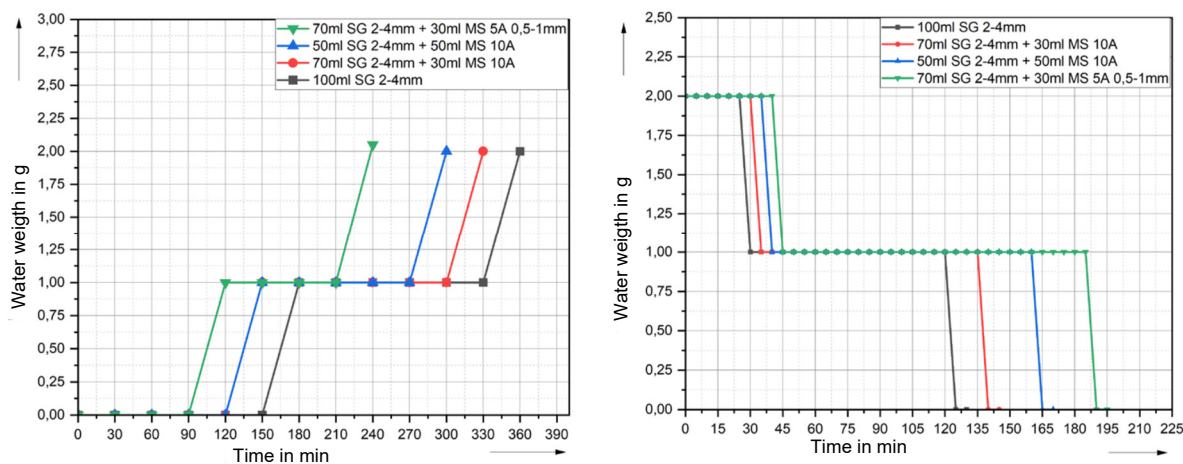 3,00
2,75
2,50
2,25
2,00
1,75
1,50
1,25
1,00
0,75
0,50
0,25
0,00
Water weigth in g
70ml SG 2-4mm + 30ml MS 5A 0,5-1mm
50ml SG 2-4mm + 50ml MS 10A
70ml SG 2-4mm + 30ml MS 10A
100ml SG 2-4mm
0 30 60 90 120 150 180 210 240 270 300 330 360 390
Time in min
2,50
2,25
2,00
1,75
1,50
1,25
1,00
0,75
0,50
0,25
0,00
Water weigth in g
100ml SG 2-4mm
70ml SG 2-4mm + 30ml MS 10A
50ml SG 2-4mm + 50ml MS 10A
70ml SG 2-4mm + 30ml MS 5A 0,5-1mm
0 15 30 45 60 75 90 105 120 135 150 165 180 195 210 225
Time in min